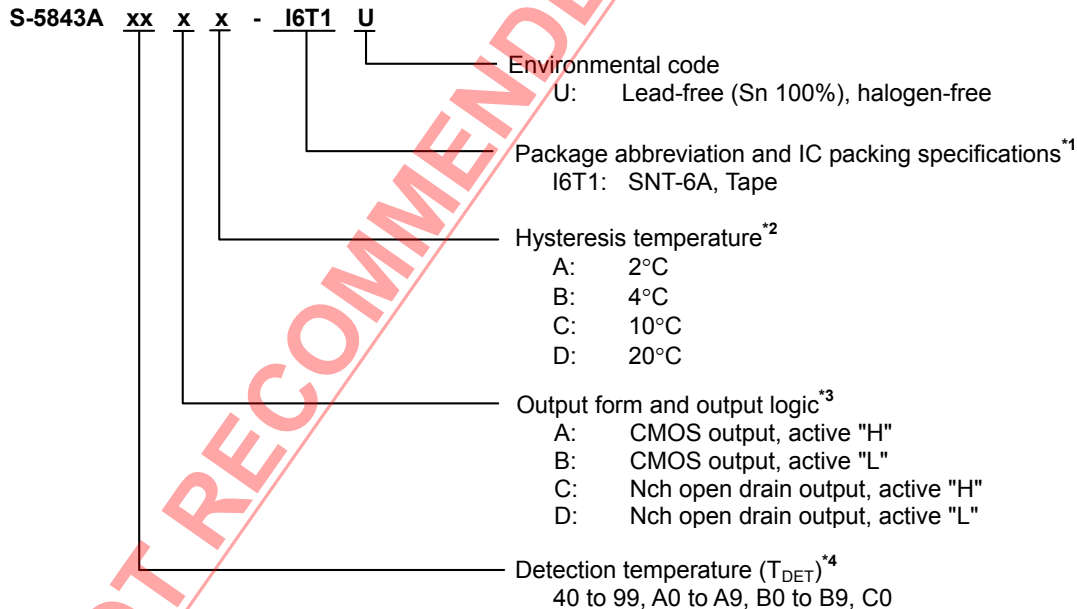 S-5843A xx x x - I6T1 U
Environmental code
U: Lead-free (Sn 100%), halogen-free
Package abbreviation and IC packing specifications*1
I6T1: SNT-6A, Tape
Hysteresis temperature*2
A: 2°C
B: 4°C
C: 10°C
D: 20°C
Output form and output logic*3
A: CMOS output, active "H"
B: CMOS output, active "L"
C: Nch open drain output, active "H"
D: Nch open drain output, active "L"
Detection temperature (TDET)*4
40 to 99, A0 to A9, B0 to B9, C0
RECOMMEND